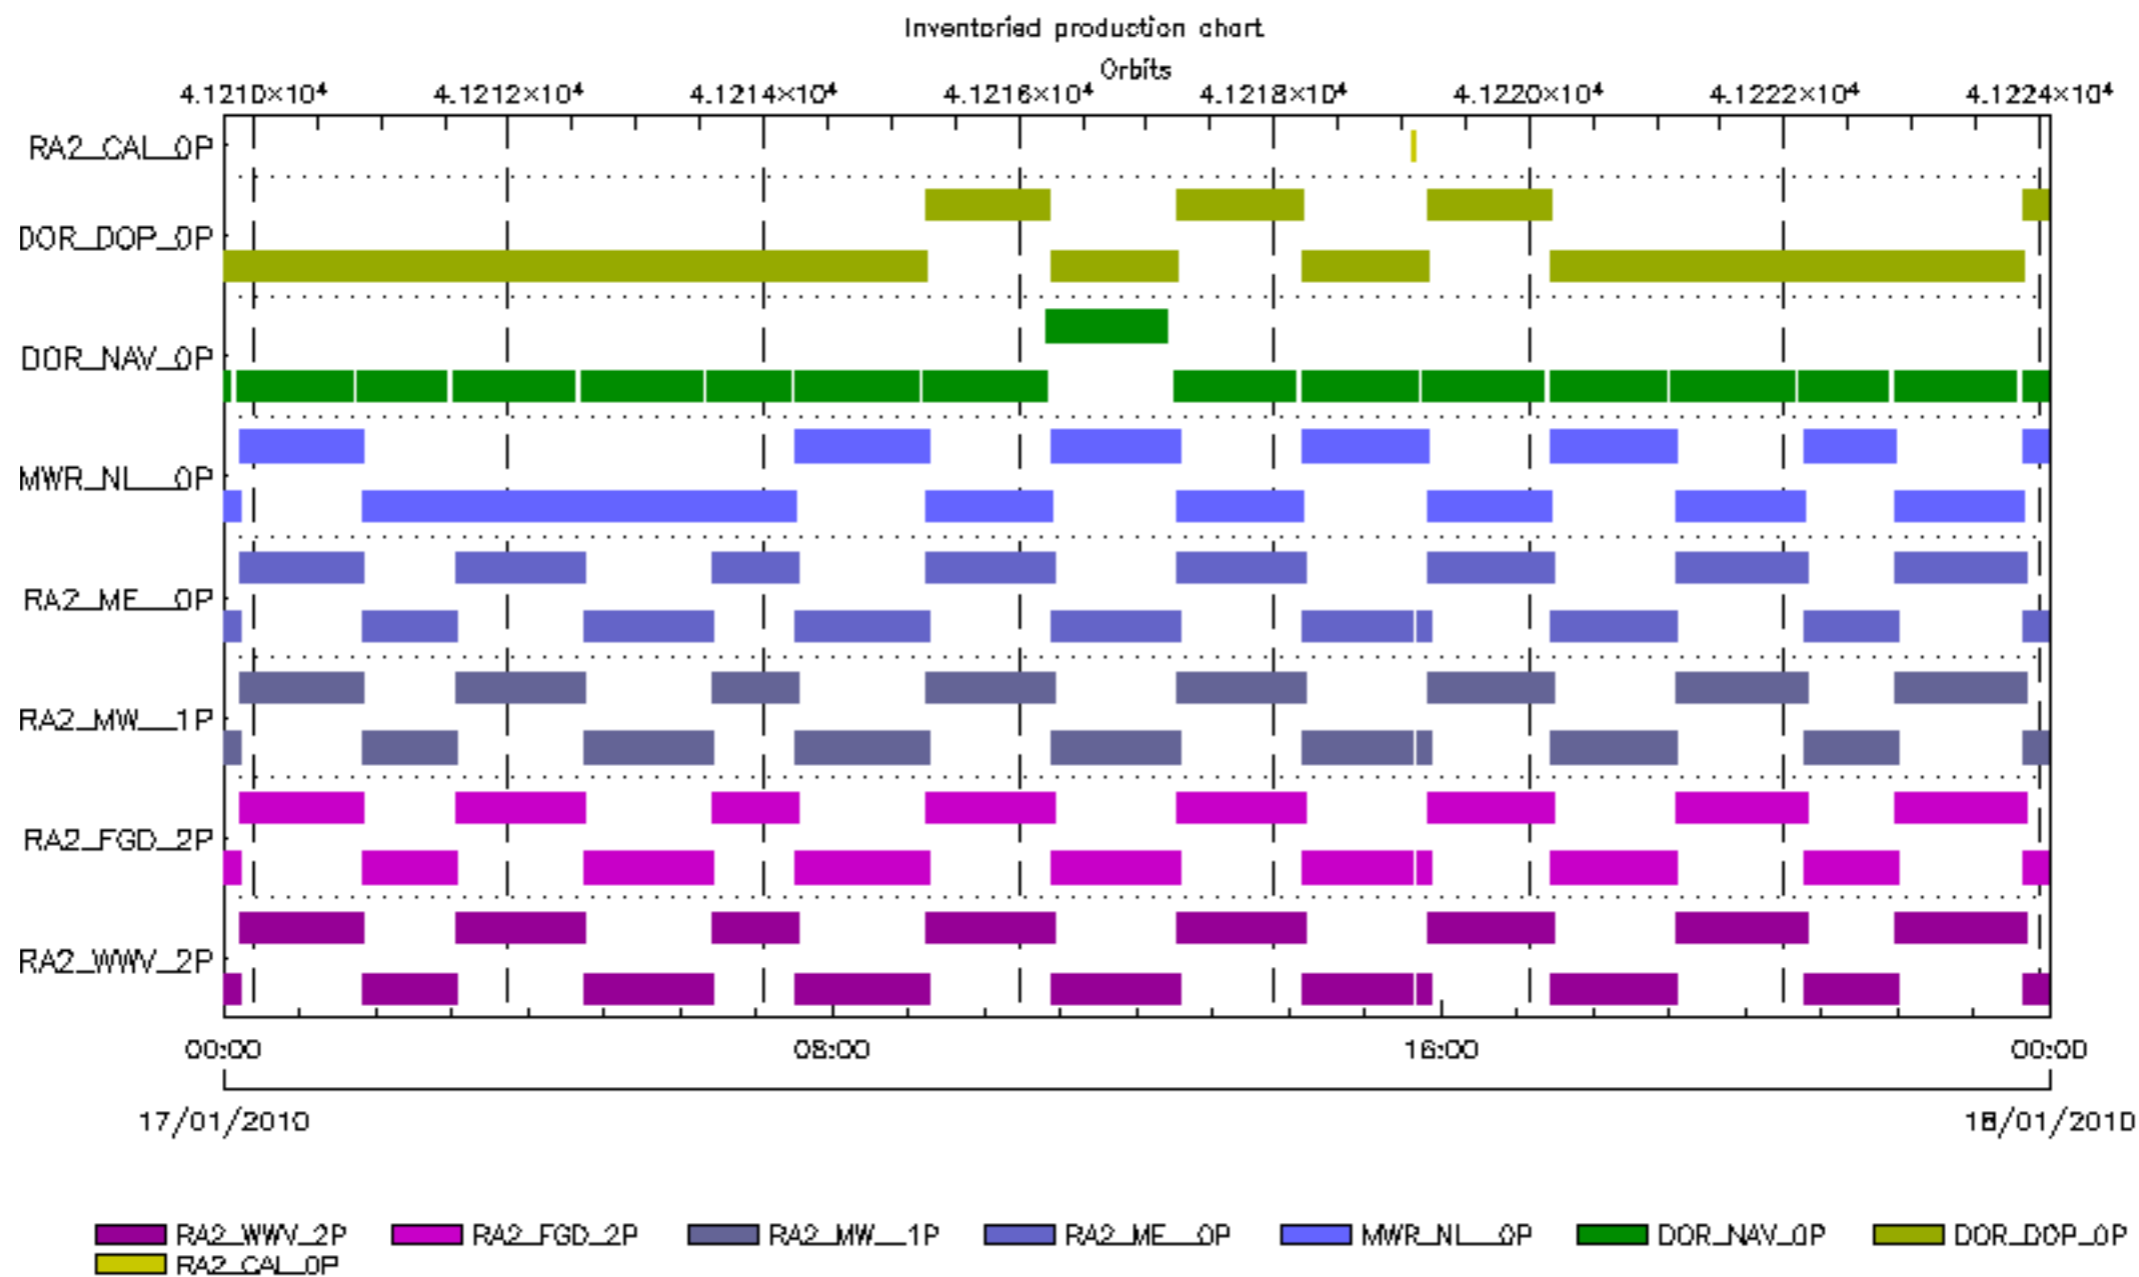 Inventoried production chart
Orbits
4.1210×10⁴ 4.1212×10⁴ 4.1214×10⁴ 4.1216×10⁴ 4.1218×10⁴ 4.1220×10⁴ 4.1222×10⁴ 4.1224×10⁴
RA2_CAL_0P
DOR_DOP_0P
DOR_NAV_0P
MWR_NL__0P
RA2_ME__0P
RA2_MW__1P
RA2_FGD_2P
RA2_WWV_2P
00:00 08:00 16:00 00:00
17/01/2010 18/01/2010
RA2_WWV_2P RA2_FGD_2P RA2_MW__1P RA2_ME__0P MWR_NL__0P DOR_NAV_0P DOR_DOP_0P
RA2_CAL_0P